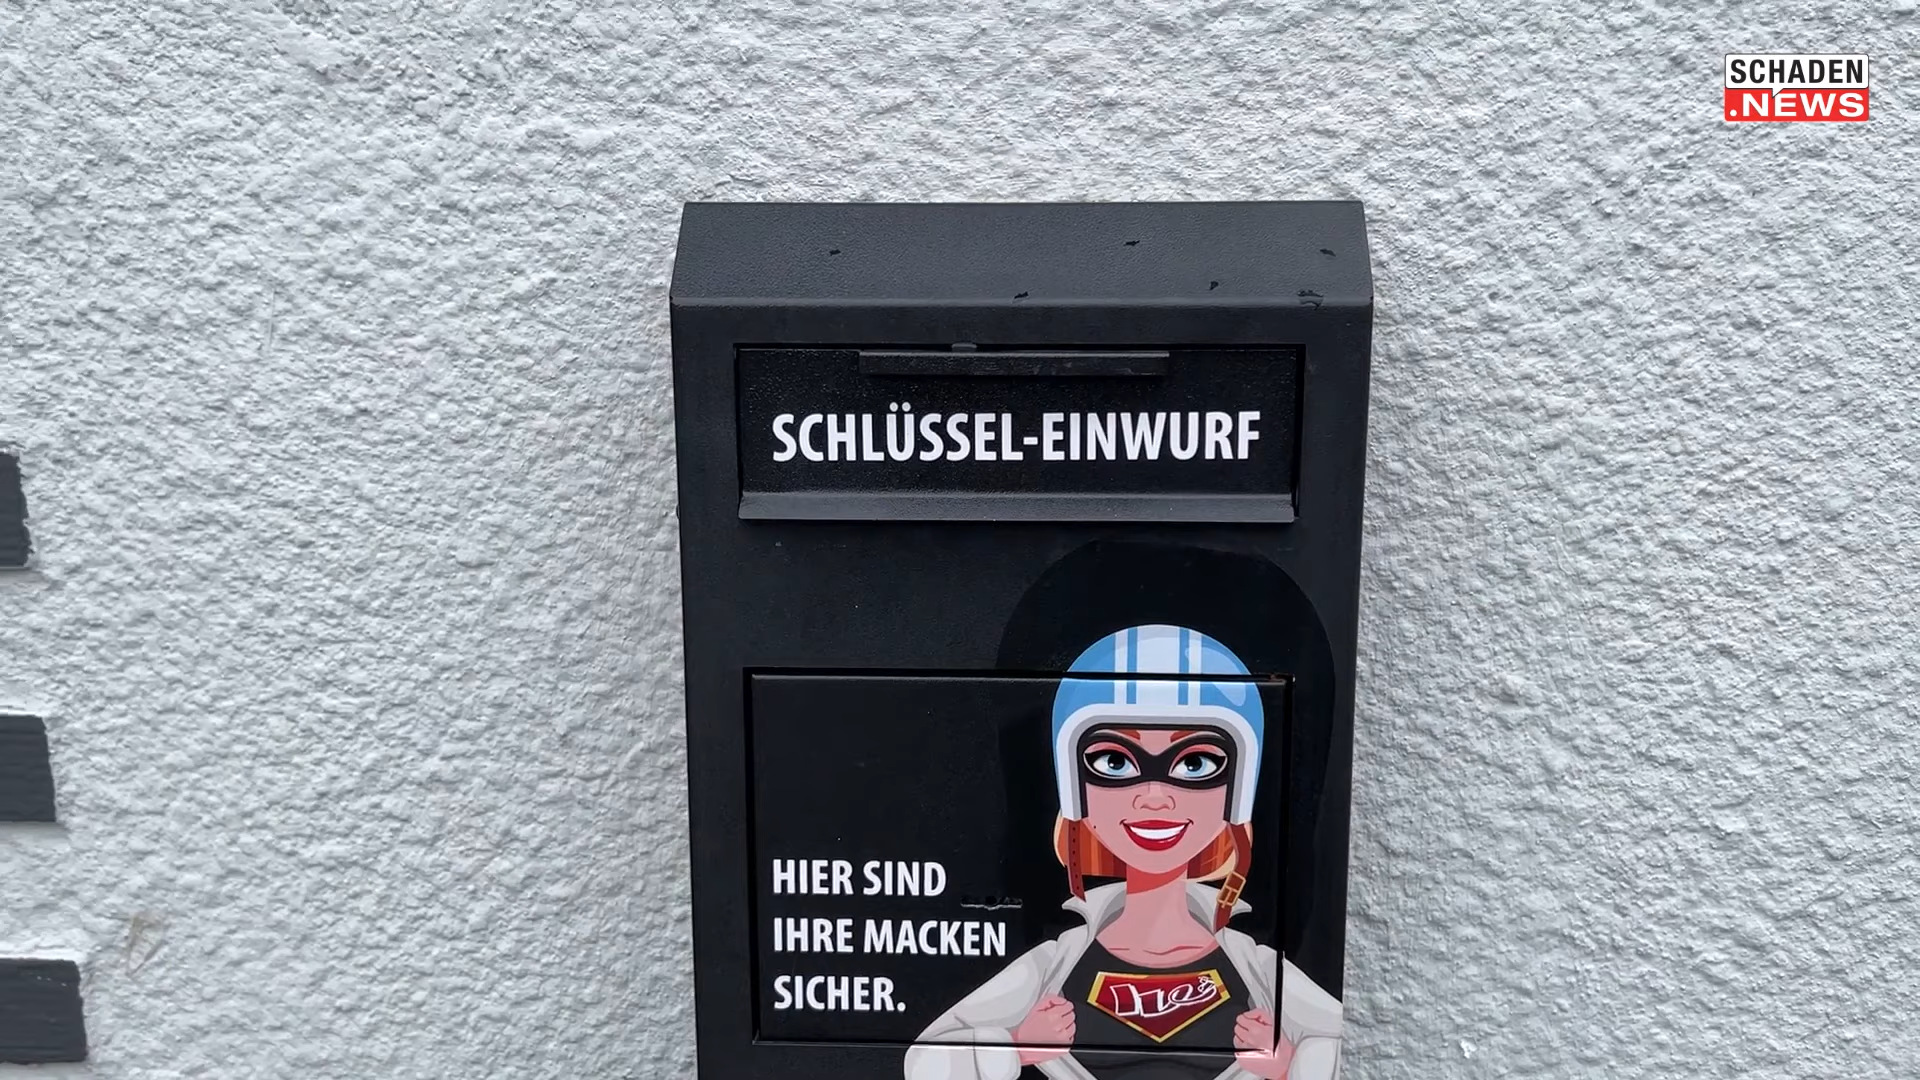 SCHADEN
.NEWS
SCHLÜSSEL-EINWURF
HIER SIND
IHRE MACKEN
SICHER.